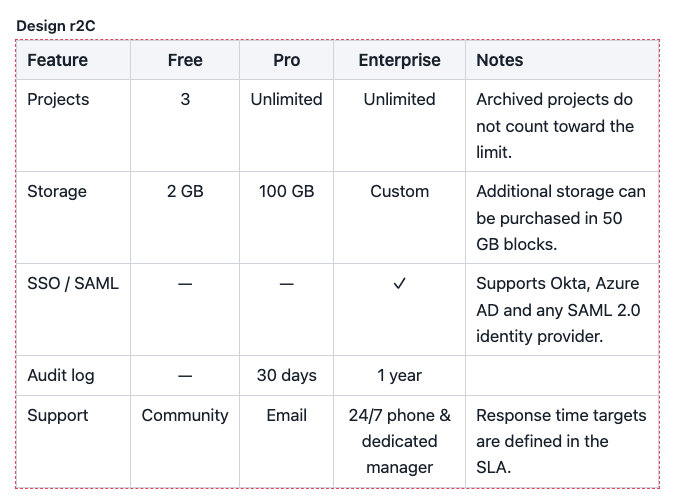 Design r2C
Feature Free Pro Enterprise Notes
Projects 3 Unlimited Unlimited Archived projects do
not count toward the
limit.
Storage 2 GB 100 GB Custom Additional storage can
be purchased in 50
GB blocks.
SSO / SAML — — ✓ Supports Okta, Azure
AD and any SAML 2.0
identity provider.
Audit log — 30 days 1 year
Support Community Email 24/7 phone & Response time targets
dedicated are defined in the
manager SLA.